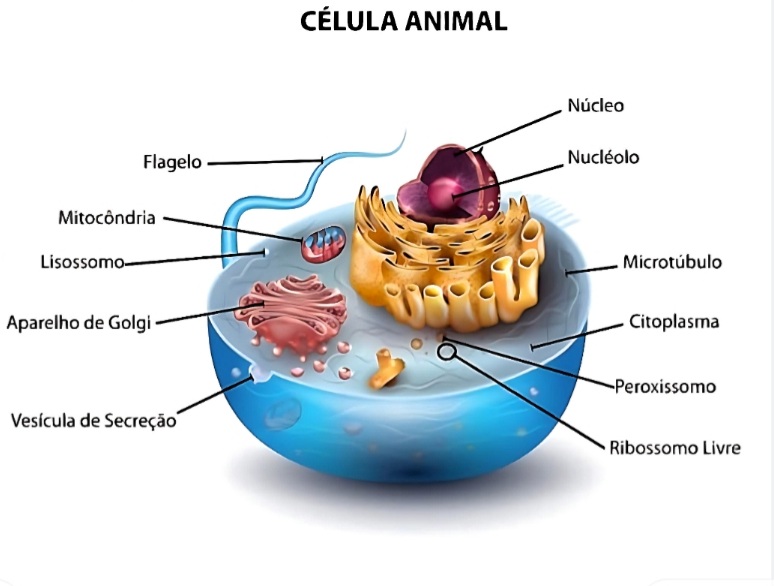 CÉLULA ANIMAL
Núcleo
Nucléolo
Flagelo
Mitocôndria
Lisossomo
Microtúbulo
Aparelho de Golgi
Citoplasma
Peroxissomo
Vesícula de Secreção
Ribossomo Livre